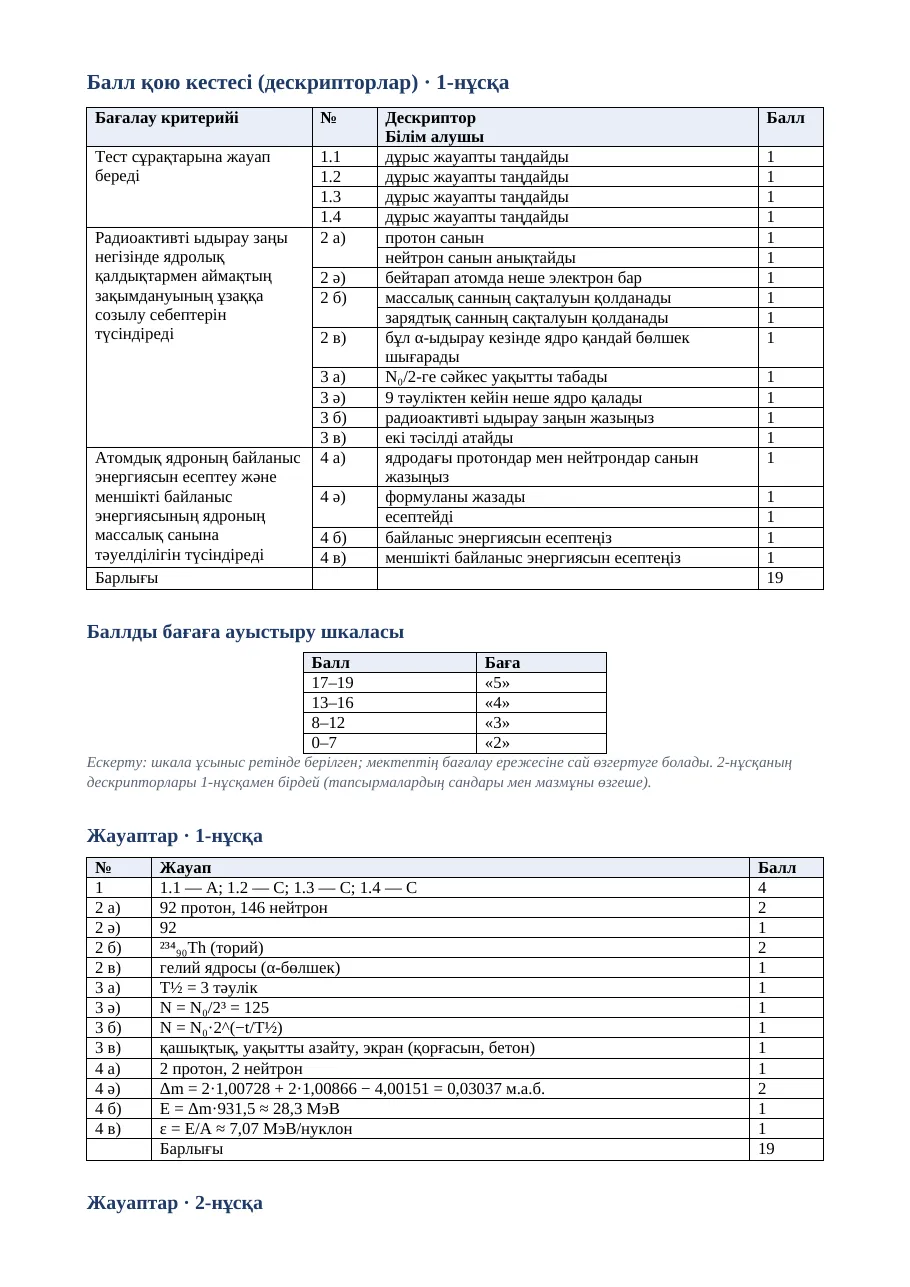 Балл қою кестесі (дескрипторлар) · 1-нұсқа
Бағалау критерийі № Дескриптор Балл
Білім алушы
Тест сұрақтарына жауап 1.1 дұрыс жауапты таңдайды 1
береді 1.2 дұрыс жауапты таңдайды 1
1.3 дұрыс жауапты таңдайды 1
1.4 дұрыс жауапты таңдайды 1
Радиоактивті ыдырау заңы 2 а) протон санын 1
негізінде ядролық нейтрон санын анықтайды 1
қалдықтармен аймақтың 2 ә) бейтарап атомда неше электрон бар 1
зақымдануының ұзаққа 2 б) массалық санның сақталуын қолданады 1
созылу себептерін зарядтық санның сақталуын қолданады 1
түсіндіреді 2 в) бұл α-ыдырау кезінде ядро қандай бөлшек 1
шығарады
3 а) N₀/2-ге сәйкес уақытты табады 1
3 ә) 9 тәуліктен кейін неше ядро қалады 1
3 б) радиоактивті ыдырау заңын жазыңыз 1
3 в) екі тәсілді атайды 1
Атомдық ядроның байланыс 4 а) ядродағы протондар мен нейтрондар санын 1
энергиясын есептеу және жазыңыз
меншікті байланыс 4 ә) формуланы жазады 1
энергиясының ядроның есептейді 1
массалық санына 4 б) байланыс энергиясын есептеңіз 1
тәуелділігін түсіндіреді 4 в) меншікті байланыс энергиясын есептеңіз 1
Барлығы 19
Баллды бағаға ауыстыру шкаласы
Балл Баға
17–19 «5»
13–16 «4»
8–12 «3»
0–7 «2»
Ескерту: шкала ұсыныс ретінде берілген; мектептің бағалау ережесіне сай өзгертуге болады. 2-нұсқаның
дескрипторлары 1-нұсқамен бірдей (тапсырмалардың сандары мен мазмұны өзгеше).
Жауаптар · 1-нұсқа
№ Жауап Балл
1 1.1 — A; 1.2 — C; 1.3 — C; 1.4 — C 4
2 а) 92 протон, 146 нейтрон 2
2 ә) 92 1
2 б) ²³⁴₉₀Th (торий) 2
2 в) гелий ядросы (α-бөлшек) 1
3 а) T½ = 3 тәулік 1
3 ә) N = N₀/2³ = 125 1
3 б) N = N₀·2^(−t/T½) 1
3 в) қашықтық, уақытты азайту, экран (қорғасын, бетон) 1
4 а) 2 протон, 2 нейтрон 1
4 ә) Δm = 2·1,00728 + 2·1,00866 − 4,00151 = 0,03037 м.а.б. 2
4 б) E = Δm·931,5 ≈ 28,3 МэВ 1
4 в) ε = E/A ≈ 7,07 МэВ/нуклон 1
Барлығы 19
Жауаптар · 2-нұсқа